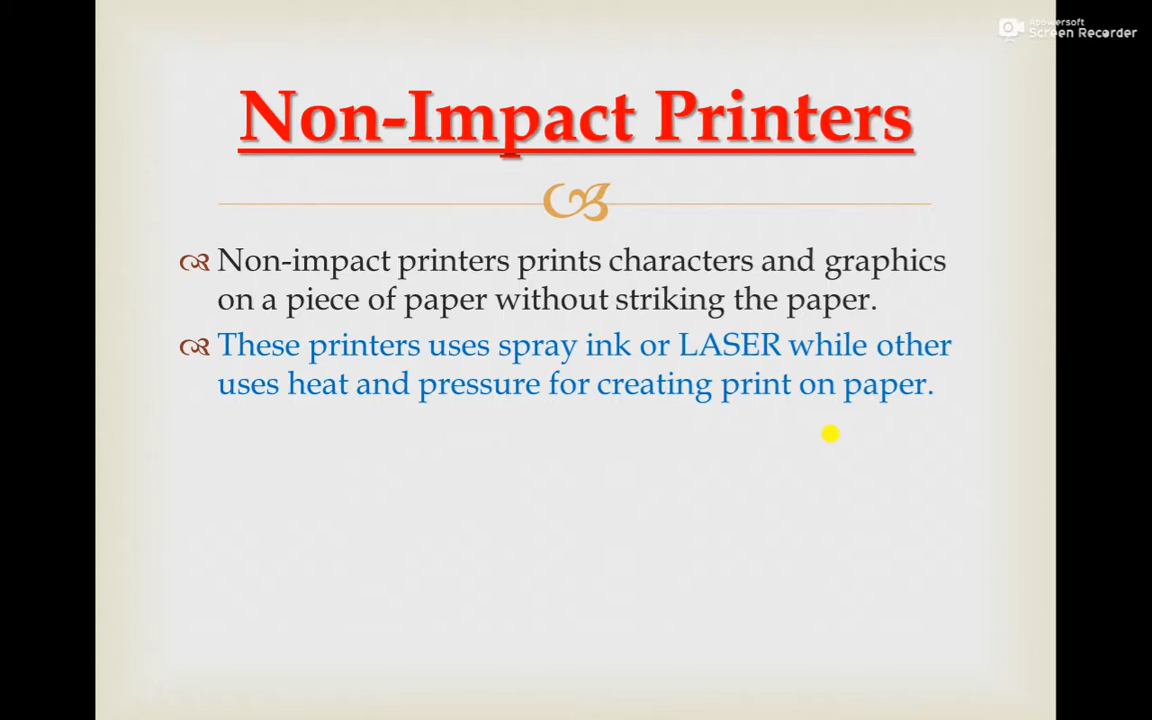 Apowersoft
Screen Recorder
Non-Impact Printers
Non-impact printers prints characters and graphics
on a piece of paper without striking the paper.
These printers uses spray ink or LASER while other
uses heat and pressure for creating print on paper.